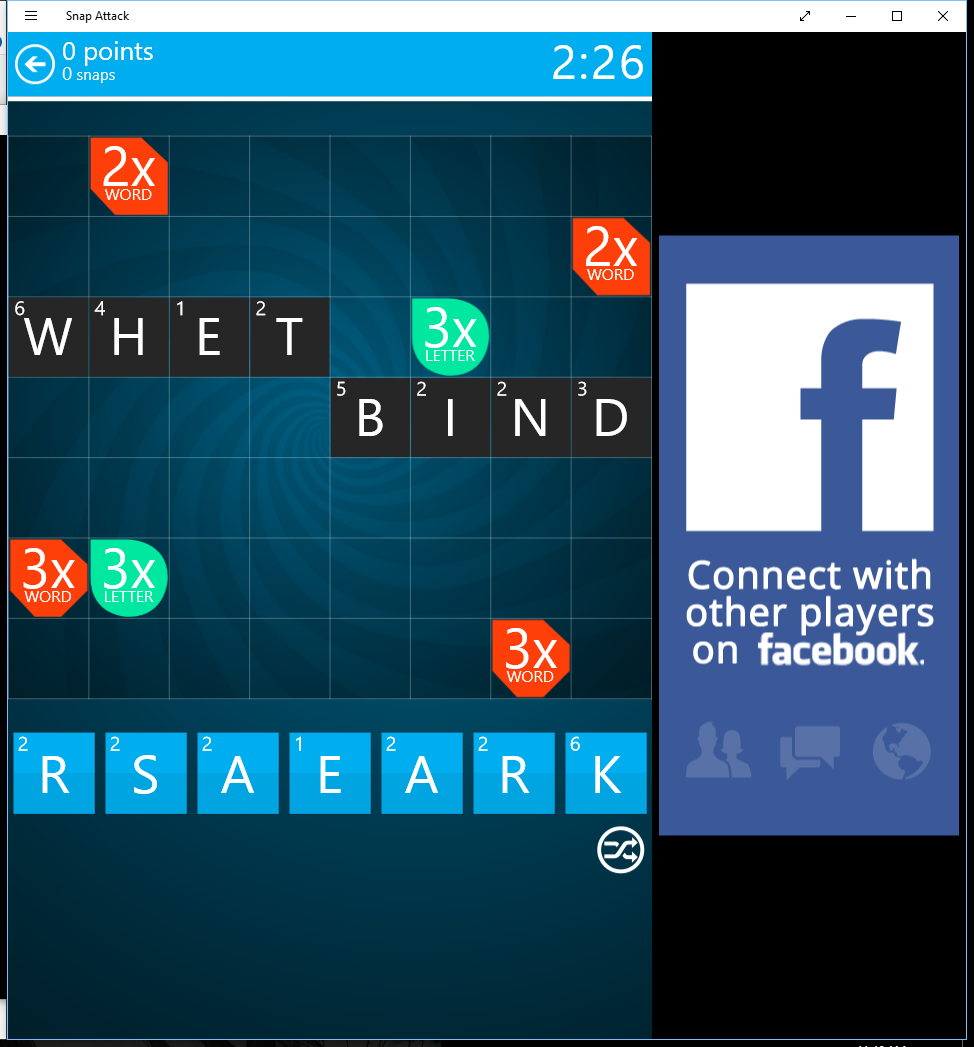 Snap Attack
0 points
0 snaps
2:26
2x
WORD
2x
WORD
6 W 4 H 1 E 2 T
3x
LETTER
5 B 2 I 2 N 3 D
3x
WORD
3x
LETTER
3x
WORD
2 R 2 S 2 A 1 E 2 A 2 R 6 K
f
Connect with
other players
on facebook.